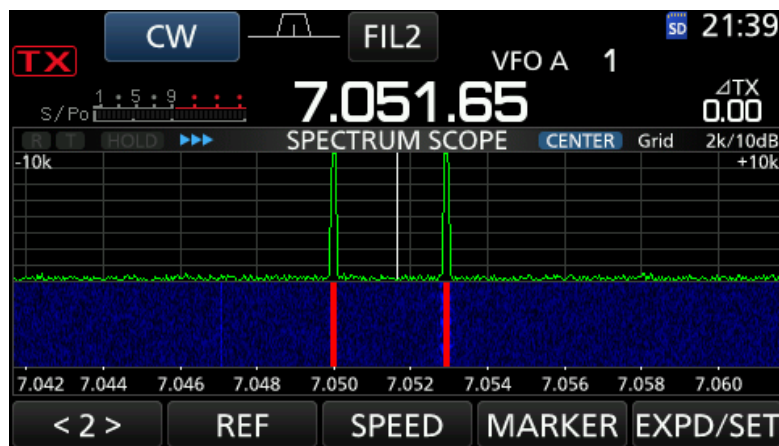 CW FIL2 SD 21:39
TX VFO A 1
S/Po 1 5 9 7.051.65 ⊿TX
0.00
R T HOLD SPECTRUM SCOPE CENTER Grid 2k/10dB
-10k +10k
7.042 7.044 7.046 7.048 7.050 7.052 7.054 7.056 7.058 7.060
< 2 > REF SPEED MARKER EXPD/SET